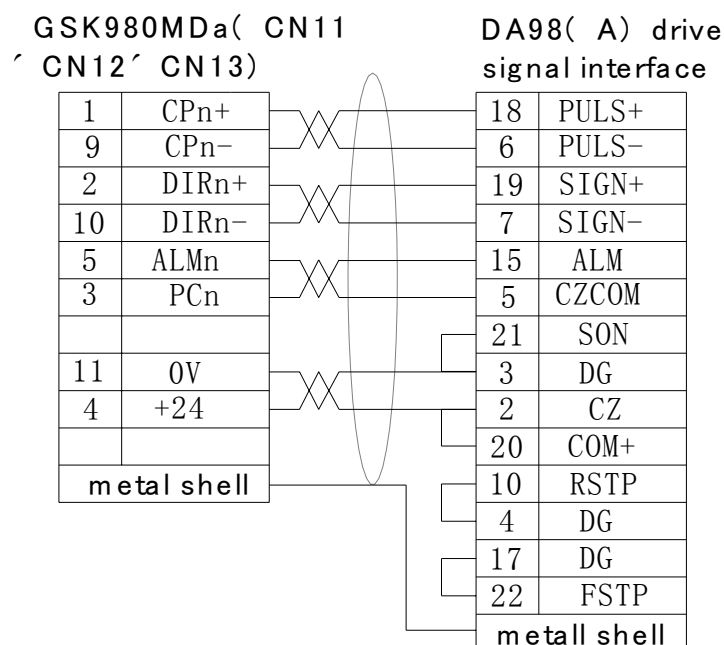 GSK980MDa( CN11
´ CN12´ CN13)
DA98( A) drive
signal interface
1 CPn+
9 CPn-
2 DIRn+
10 DIRn-
5 ALMn
3 PCn
11 0V
4 +24
metal shell
18 PULS+
6 PULS-
19 SIGN+
7 SIGN-
15 ALM
5 CZCOM
21 SON
3 DG
2 CZ
20 COM+
10 RSTP
4 DG
17 DG
22 FSTP
metall shell